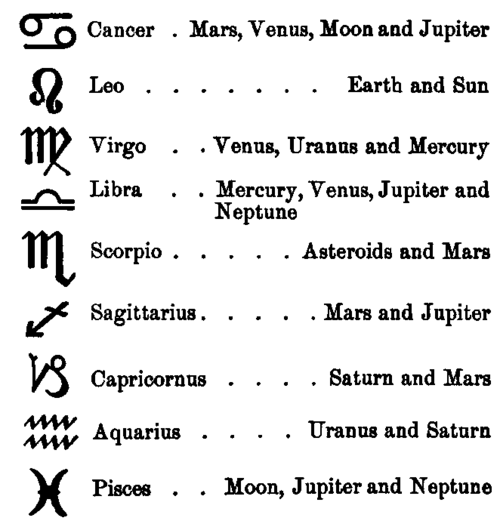 ♋ Cancer . Mars, Venus, Moon and Jupiter
♌ Leo . . . . . . . Earth and Sun
♍ Virgo . . Venus, Uranus and Mercury
♎ Libra . . Mercury, Venus, Jupiter and
Neptune
♏ Scorpio . . . . . Asteroids and Mars
♐ Sagittarius . . . . . Mars and Jupiter
♑ Capricornus . . . . Saturn and Mars
♒ Aquarius . . . . Uranus and Saturn
♓ Pisces . . Moon, Jupiter and Neptune